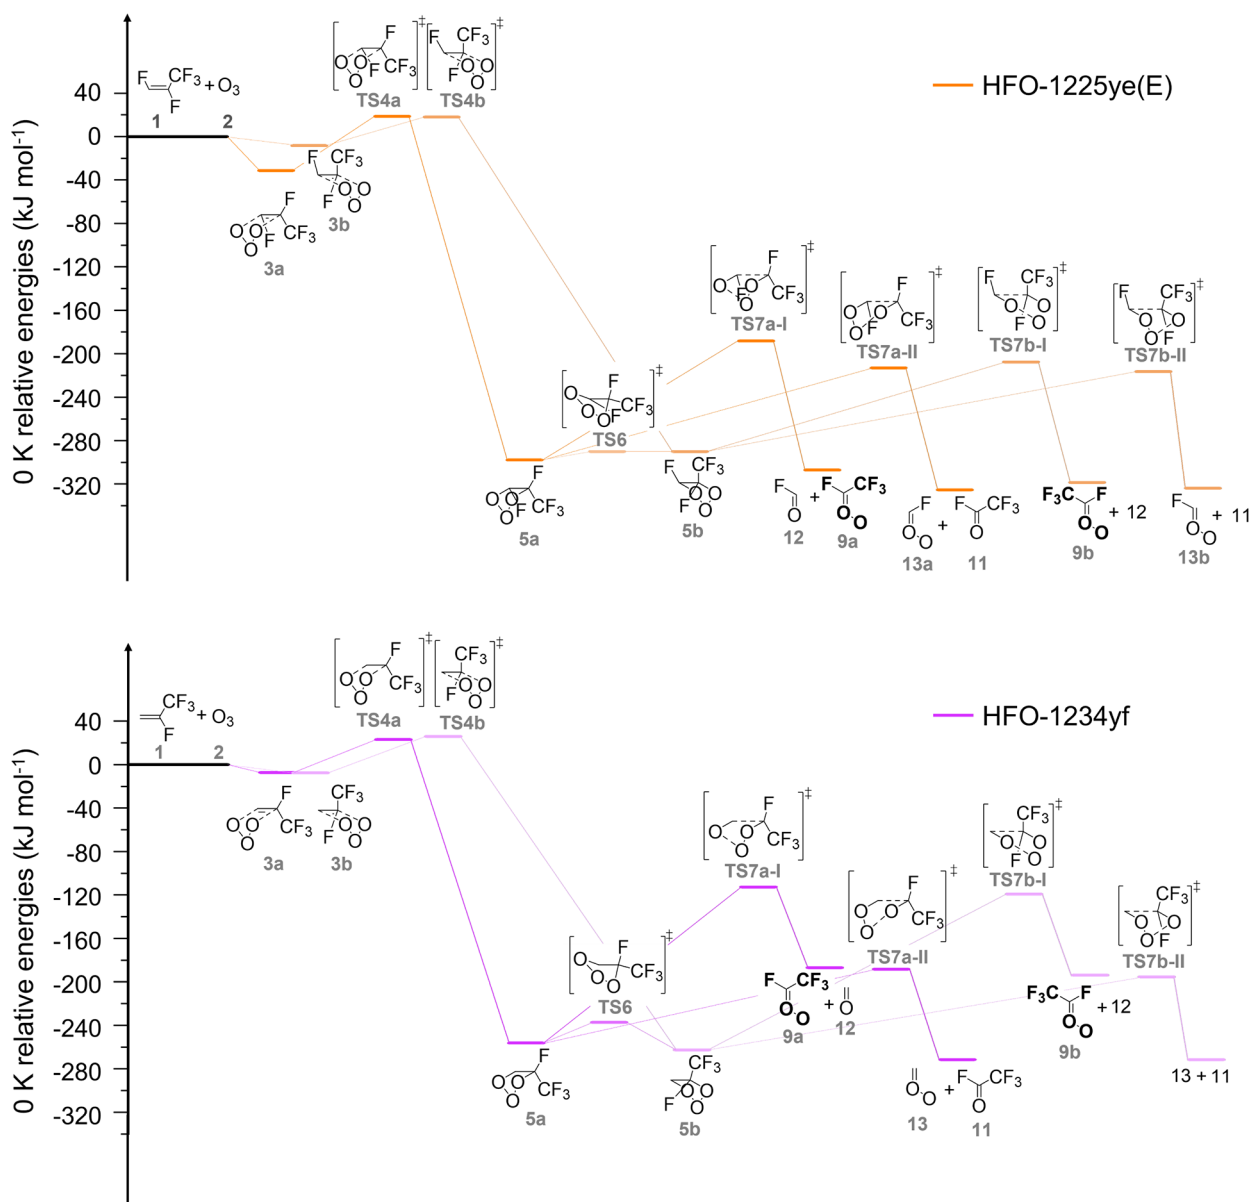 0 K relative energies (kJ mol-1)
40
0
-40
-80
-120
-160
-200
-240
-280
-320
HFO-1225ye(E)
F CF3 + O3
F
1 2
TS4a TS4b
3a 3b
TS6
5a 5b
TS7a-I
TS7a-II
TS7b-I
TS7b-II
12 + 9a
13a + 11
9b + 12
13b + 11
0 K relative energies (kJ mol-1)
40
0
-40
-80
-120
-160
-200
-240
-280
-320
HFO-1234yf
CF3 + O3
F
1 2
TS4a TS4b
3a 3b
TS6
5a 5b
TS7a-I
TS7a-II
TS7b-I
TS7b-II
9a + 12
13 + 11
9b + 12
13 + 11